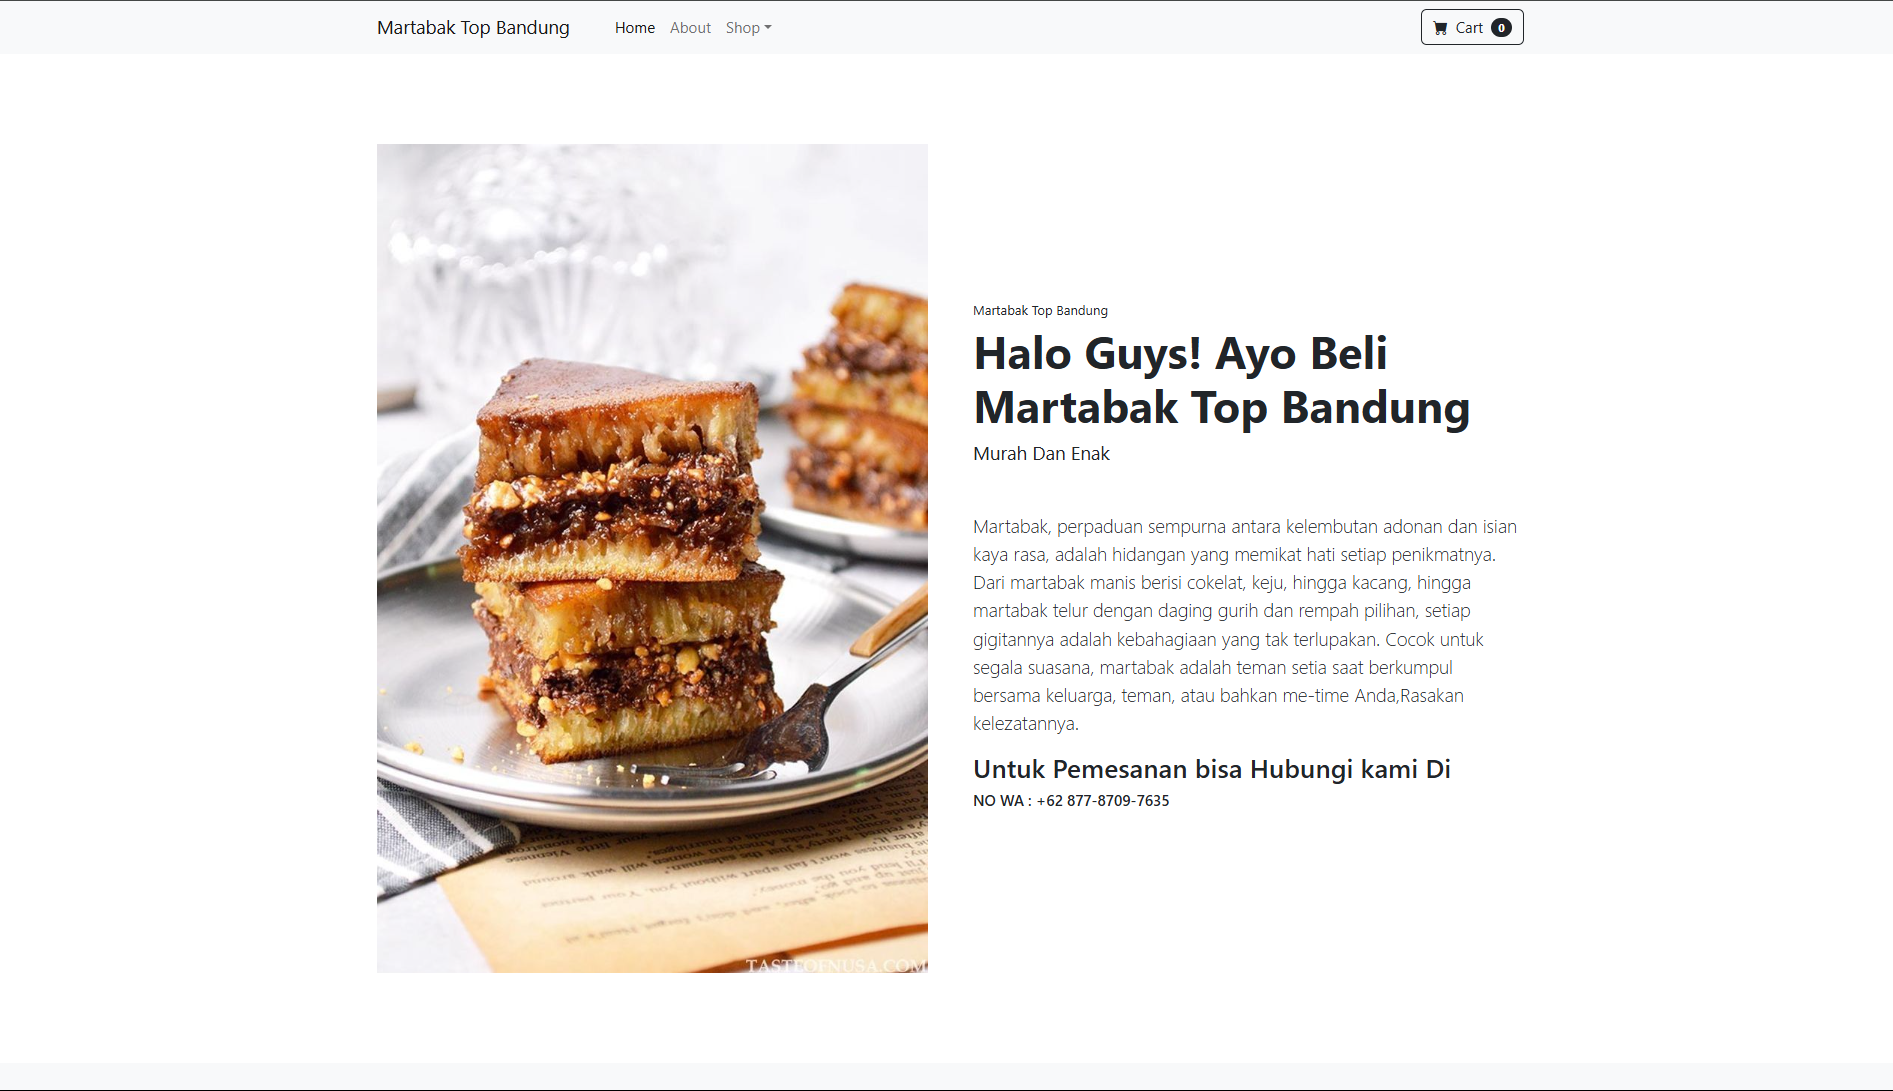 Martabak Top Bandung
Home
About
Shop
Cart
0
Martabak Top Bandung
Halo Guys! Ayo Beli
Martabak Top Bandung
Murah Dan Enak
Martabak, perpaduan sempurna antara kelembutan adonan dan isian
kaya rasa, adalah hidangan yang memikat hati setiap penikmatnya.
Dari martabak manis berisi cokelat, keju, hingga kacang, hingga
martabak telur dengan daging gurih dan rempah pilihan, setiap
gigitannya adalah kebahagiaan yang tak terlupakan. Cocok untuk
segala suasana, martabak adalah teman setia saat berkumpul
bersama keluarga, teman, atau bahkan me-time Anda,Rasakan
kelezatannya.
Untuk Pemesanan bisa Hubungi kami Di
NO WA : +62 877-8709-7635
TASTEOFNUSA.COM